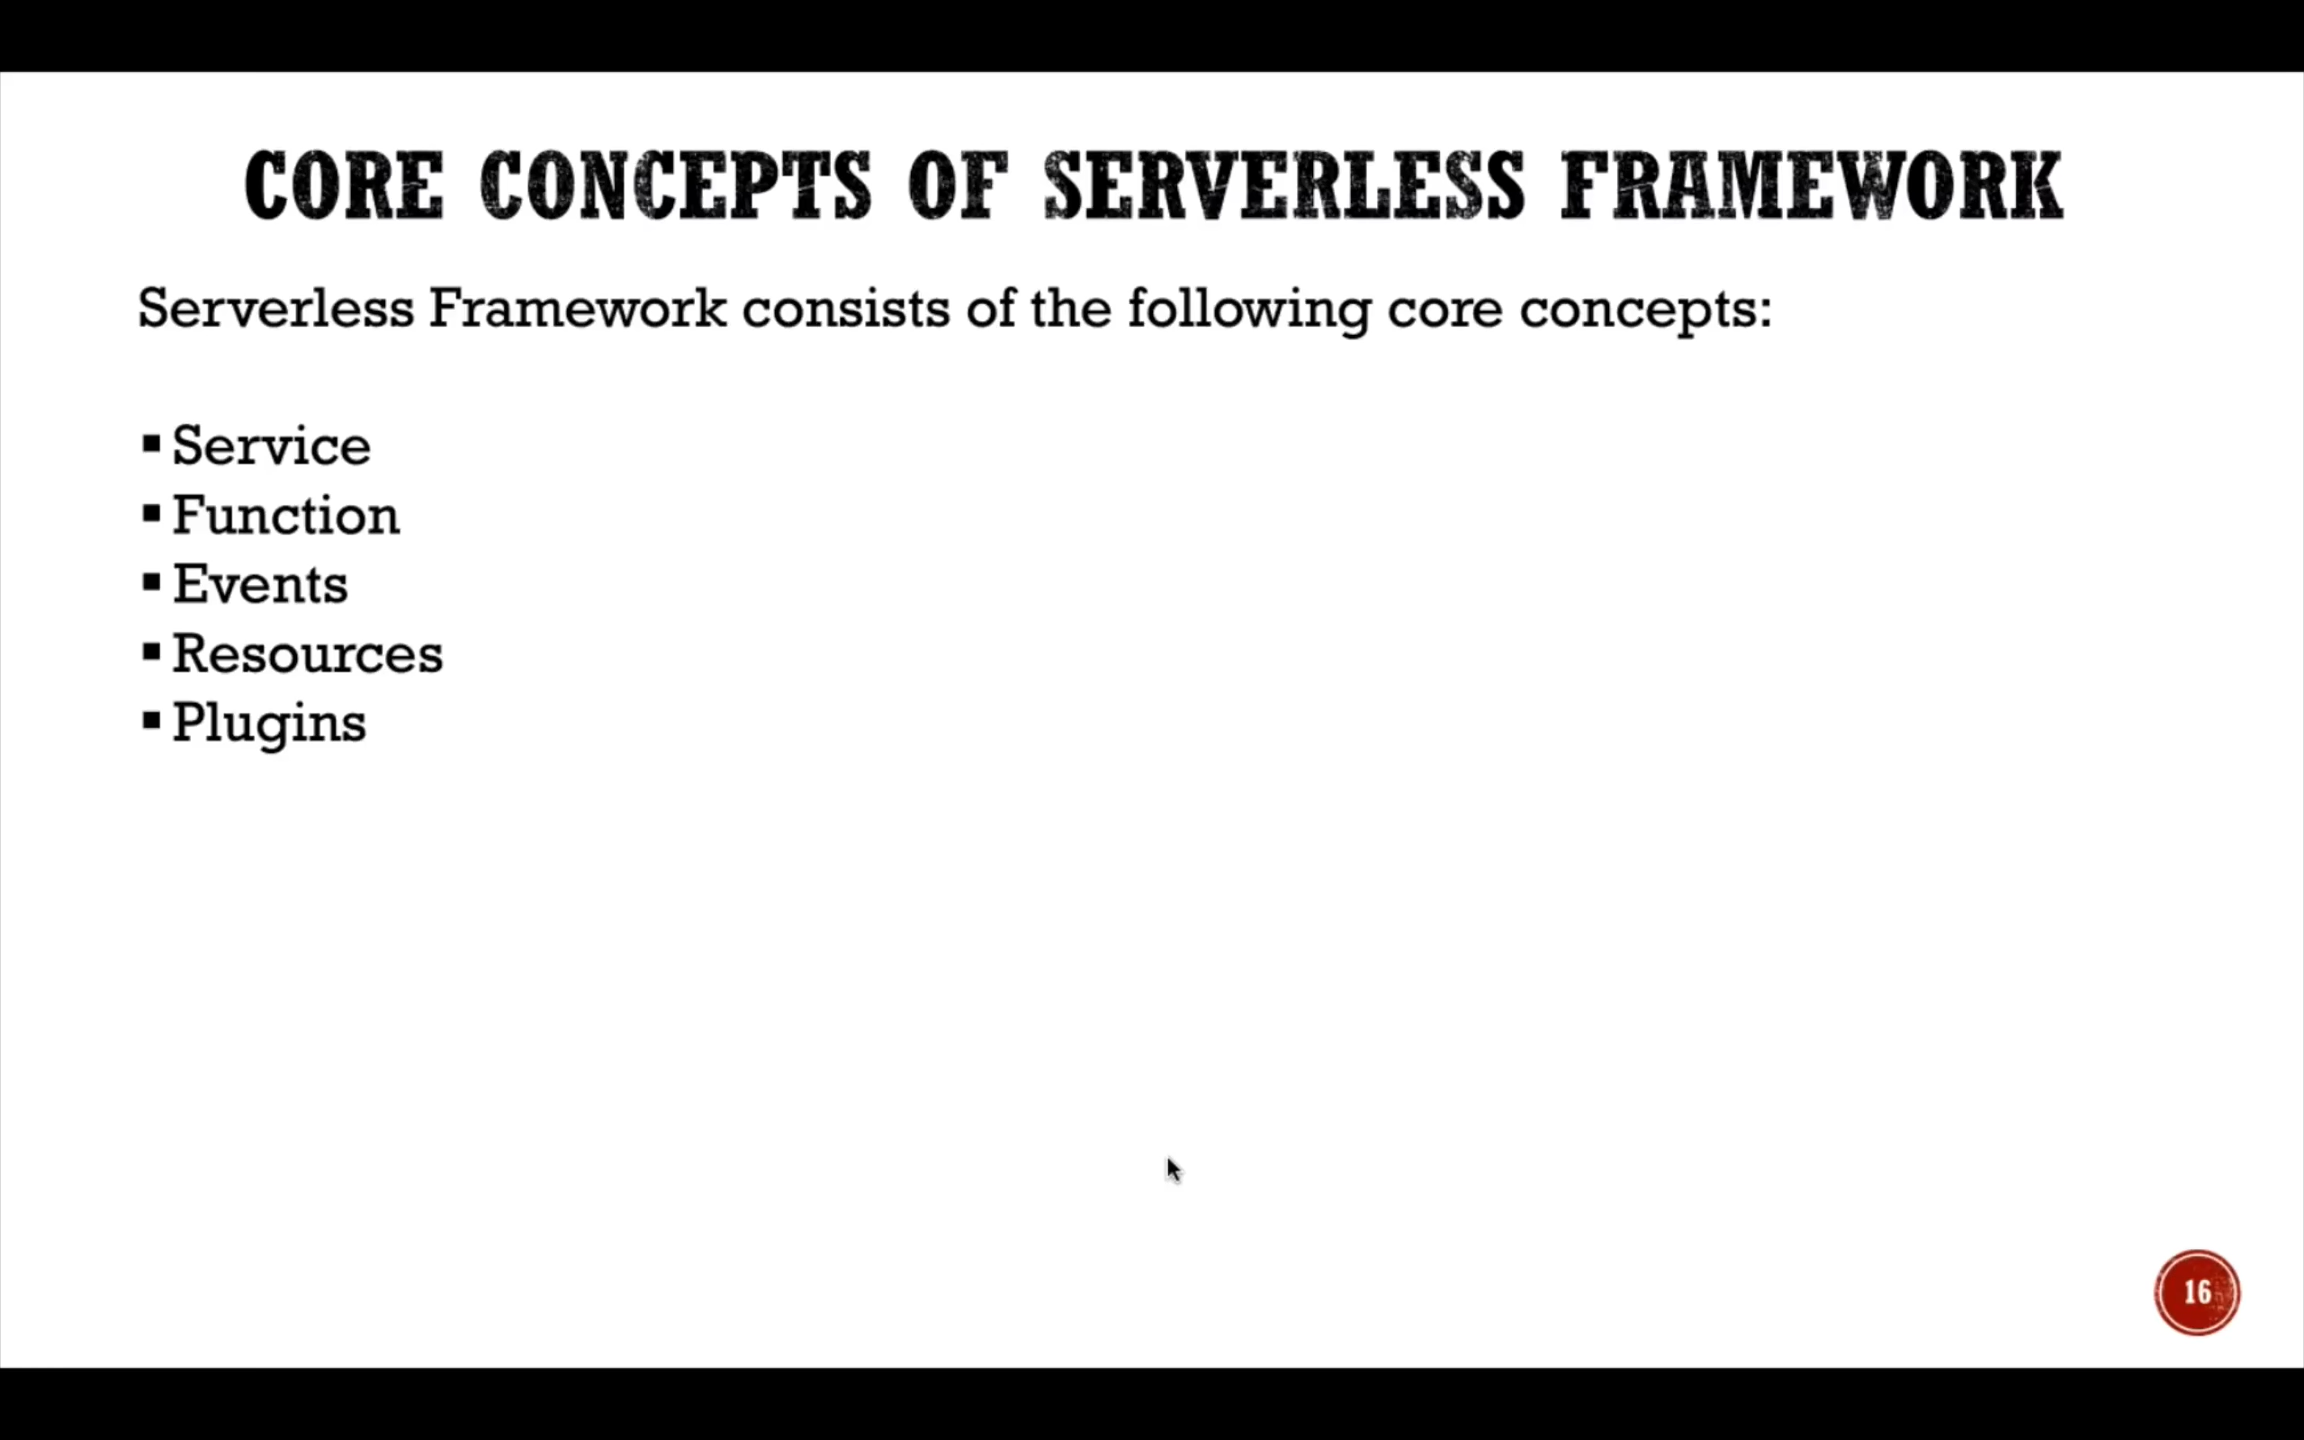 CORE CONCEPTS OF SERVERLESS FRAMEWORK
Serverless Framework consists of the following core concepts:
▪ Service
▪ Function
▪ Events
▪ Resources
▪ Plugins
16